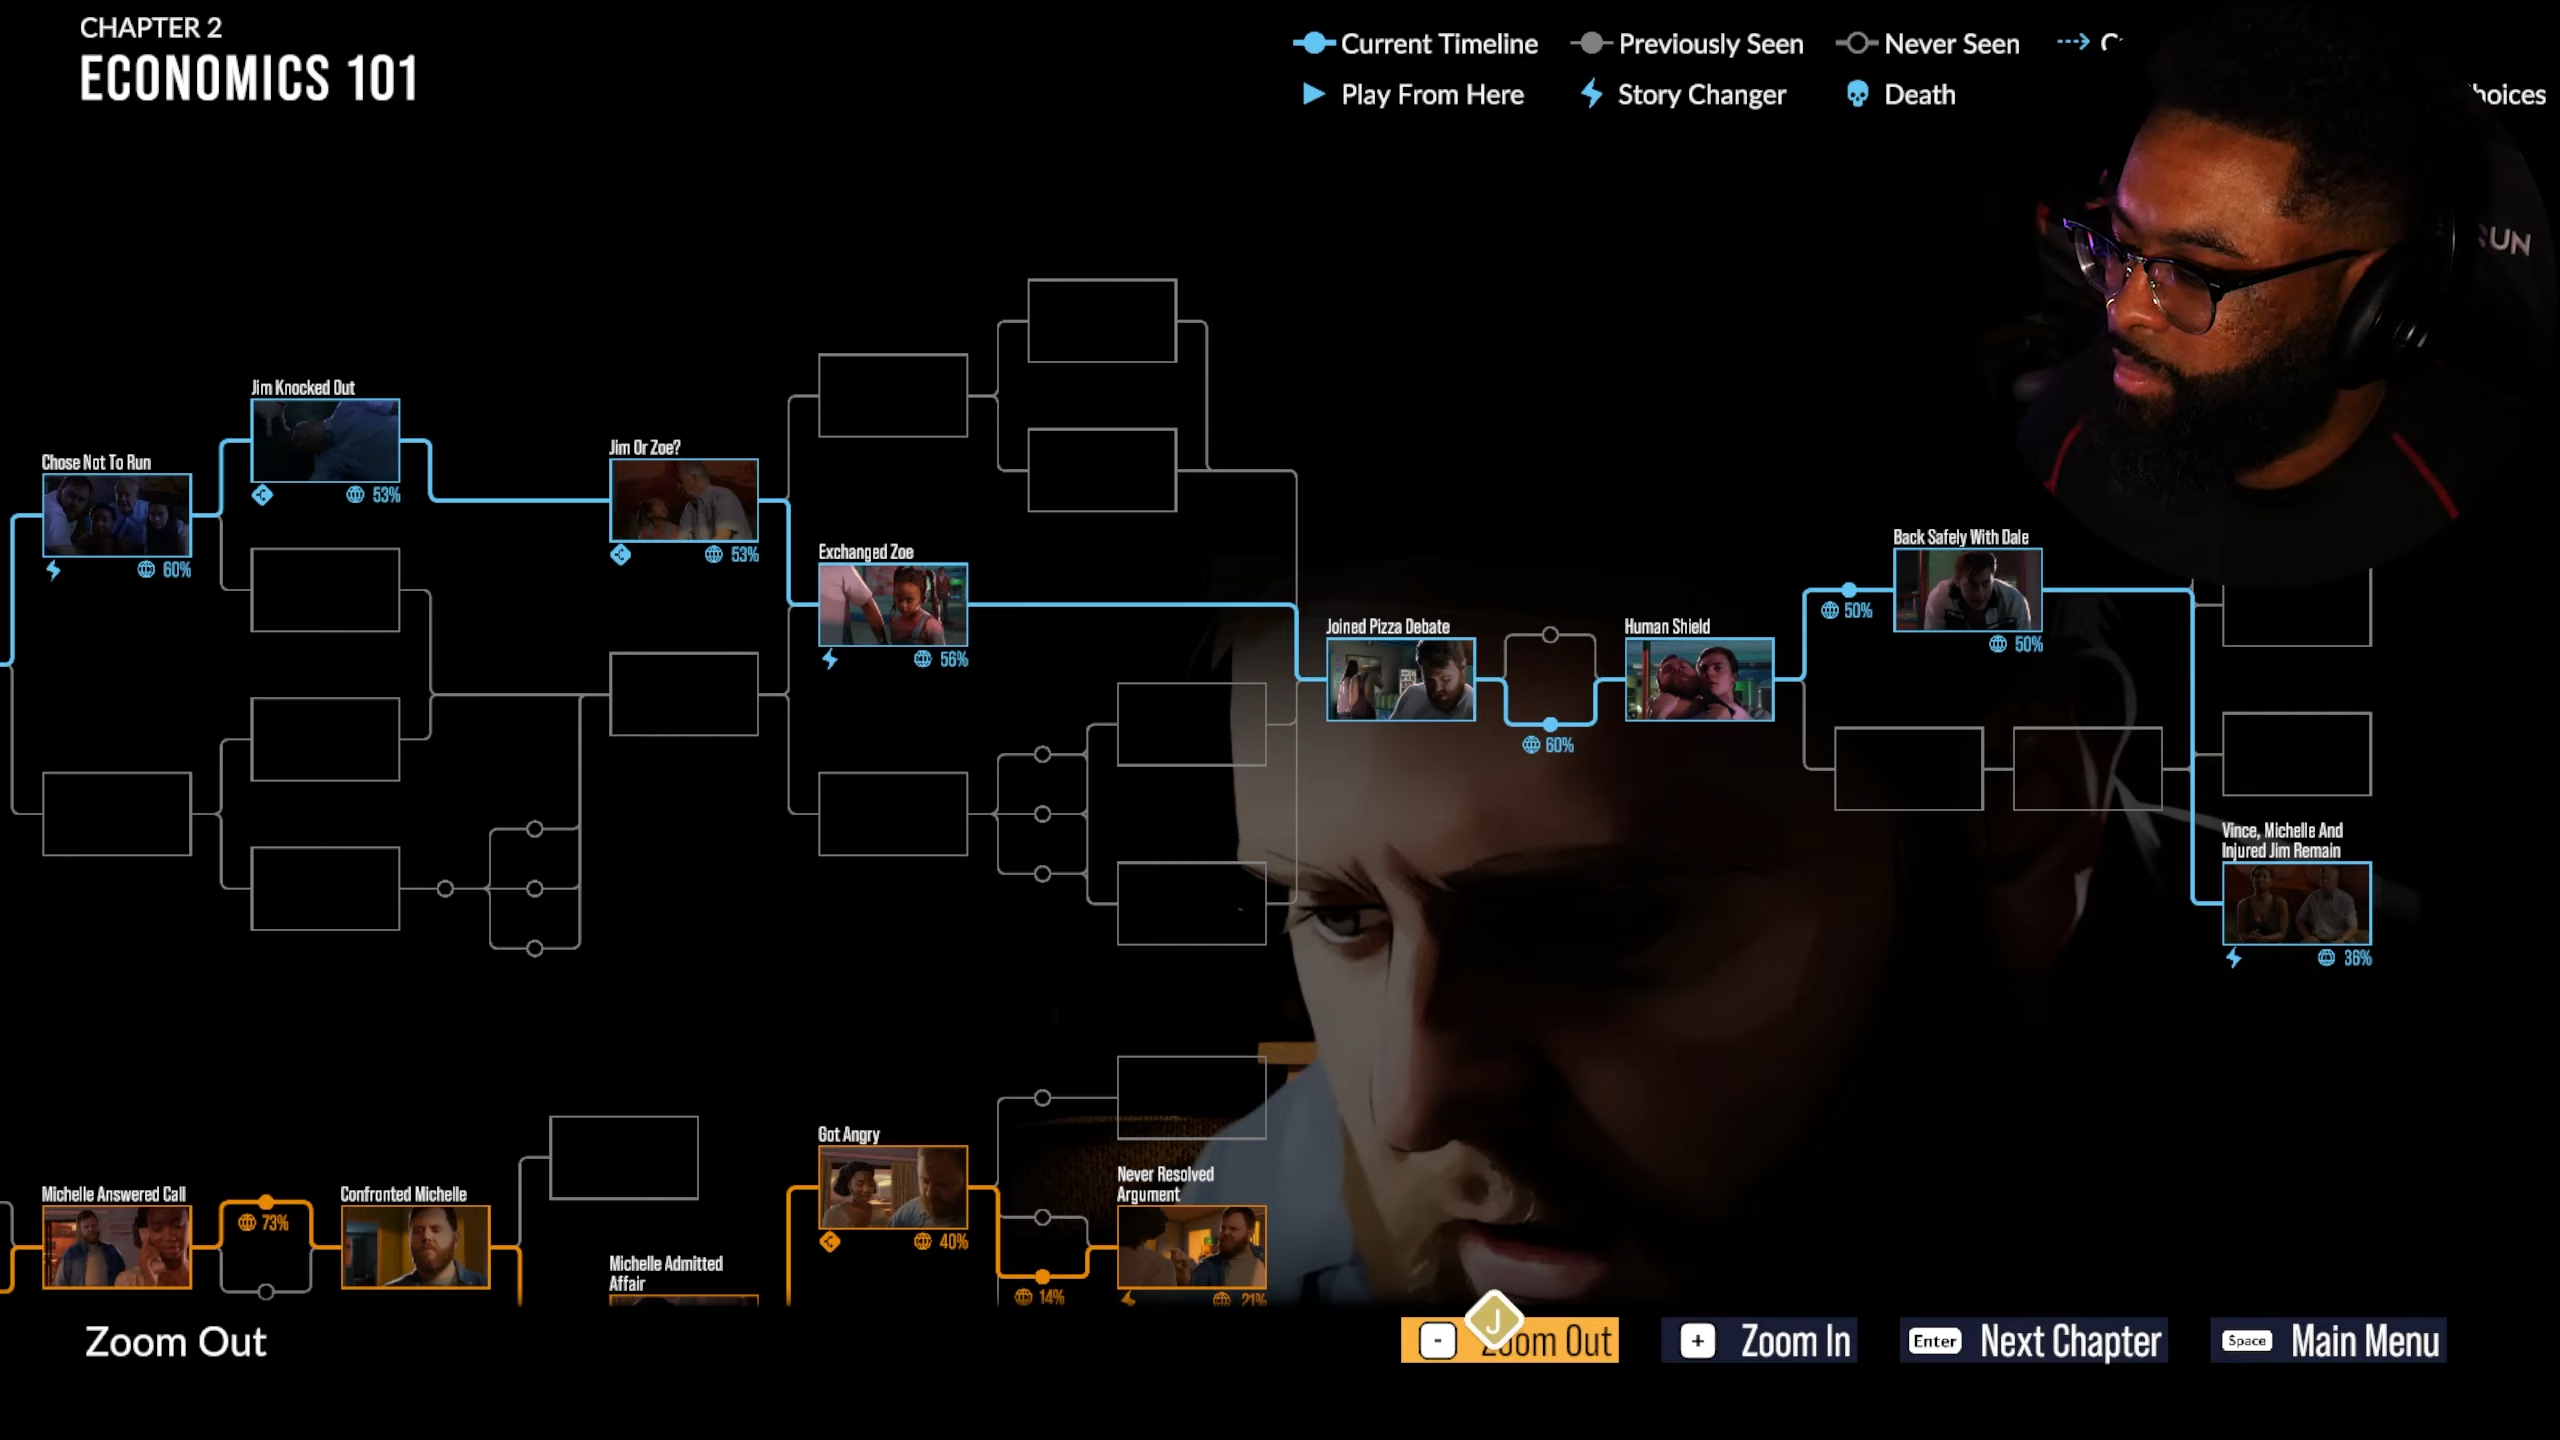 CHAPTER 2
ECONOMICS 101
Current Timeline
Previously Seen
Never Seen
Play From Here
Story Changer
Death
hoices
Jim Knocked Out
53%
Chose Not To Run
60%
Jim Or Zoe?
53%
Exchanged Zoe
56%
Joined Pizza Debate
60%
Human Shield
50%
Back Safely With Dale
50%
Vince, Michelle And
Injured Jim Remain
36%
Michelle Answered Call
73%
Confronted Michelle
Michelle Admitted
Affair
Got Angry
40%
14%
Never Resolved
Argument
21%
Zoom Out
- Zoom Out
J
+ Zoom In
Enter Next Chapter
Space Main Menu